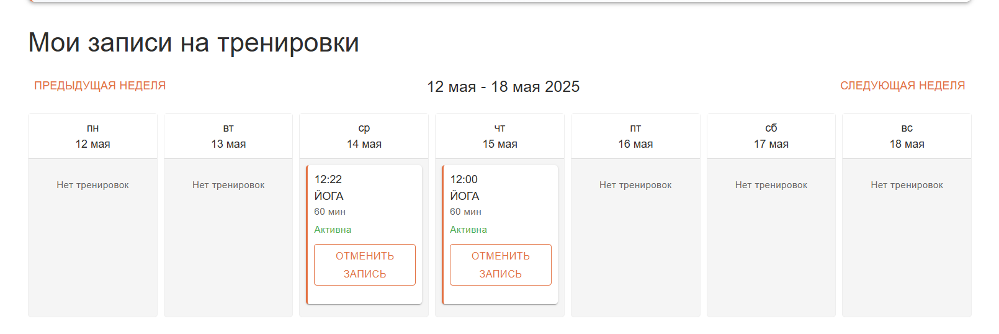 Мои записи на тренировки
ПРЕДЫДУЩАЯ НЕДЕЛЯ
12 мая - 18 мая 2025
СЛЕДУЮЩАЯ НЕДЕЛЯ
пн
12 мая
Нет тренировок
вт
13 мая
Нет тренировок
ср
14 мая
12:22
ЙОГА
60 мин
Активна
ОТМЕНИТЬ
ЗАПИСЬ
чт
15 мая
12:00
ЙОГА
60 мин
Активна
ОТМЕНИТЬ
ЗАПИСЬ
пт
16 мая
Нет тренировок
сб
17 мая
Нет тренировок
вс
18 мая
Нет тренировок